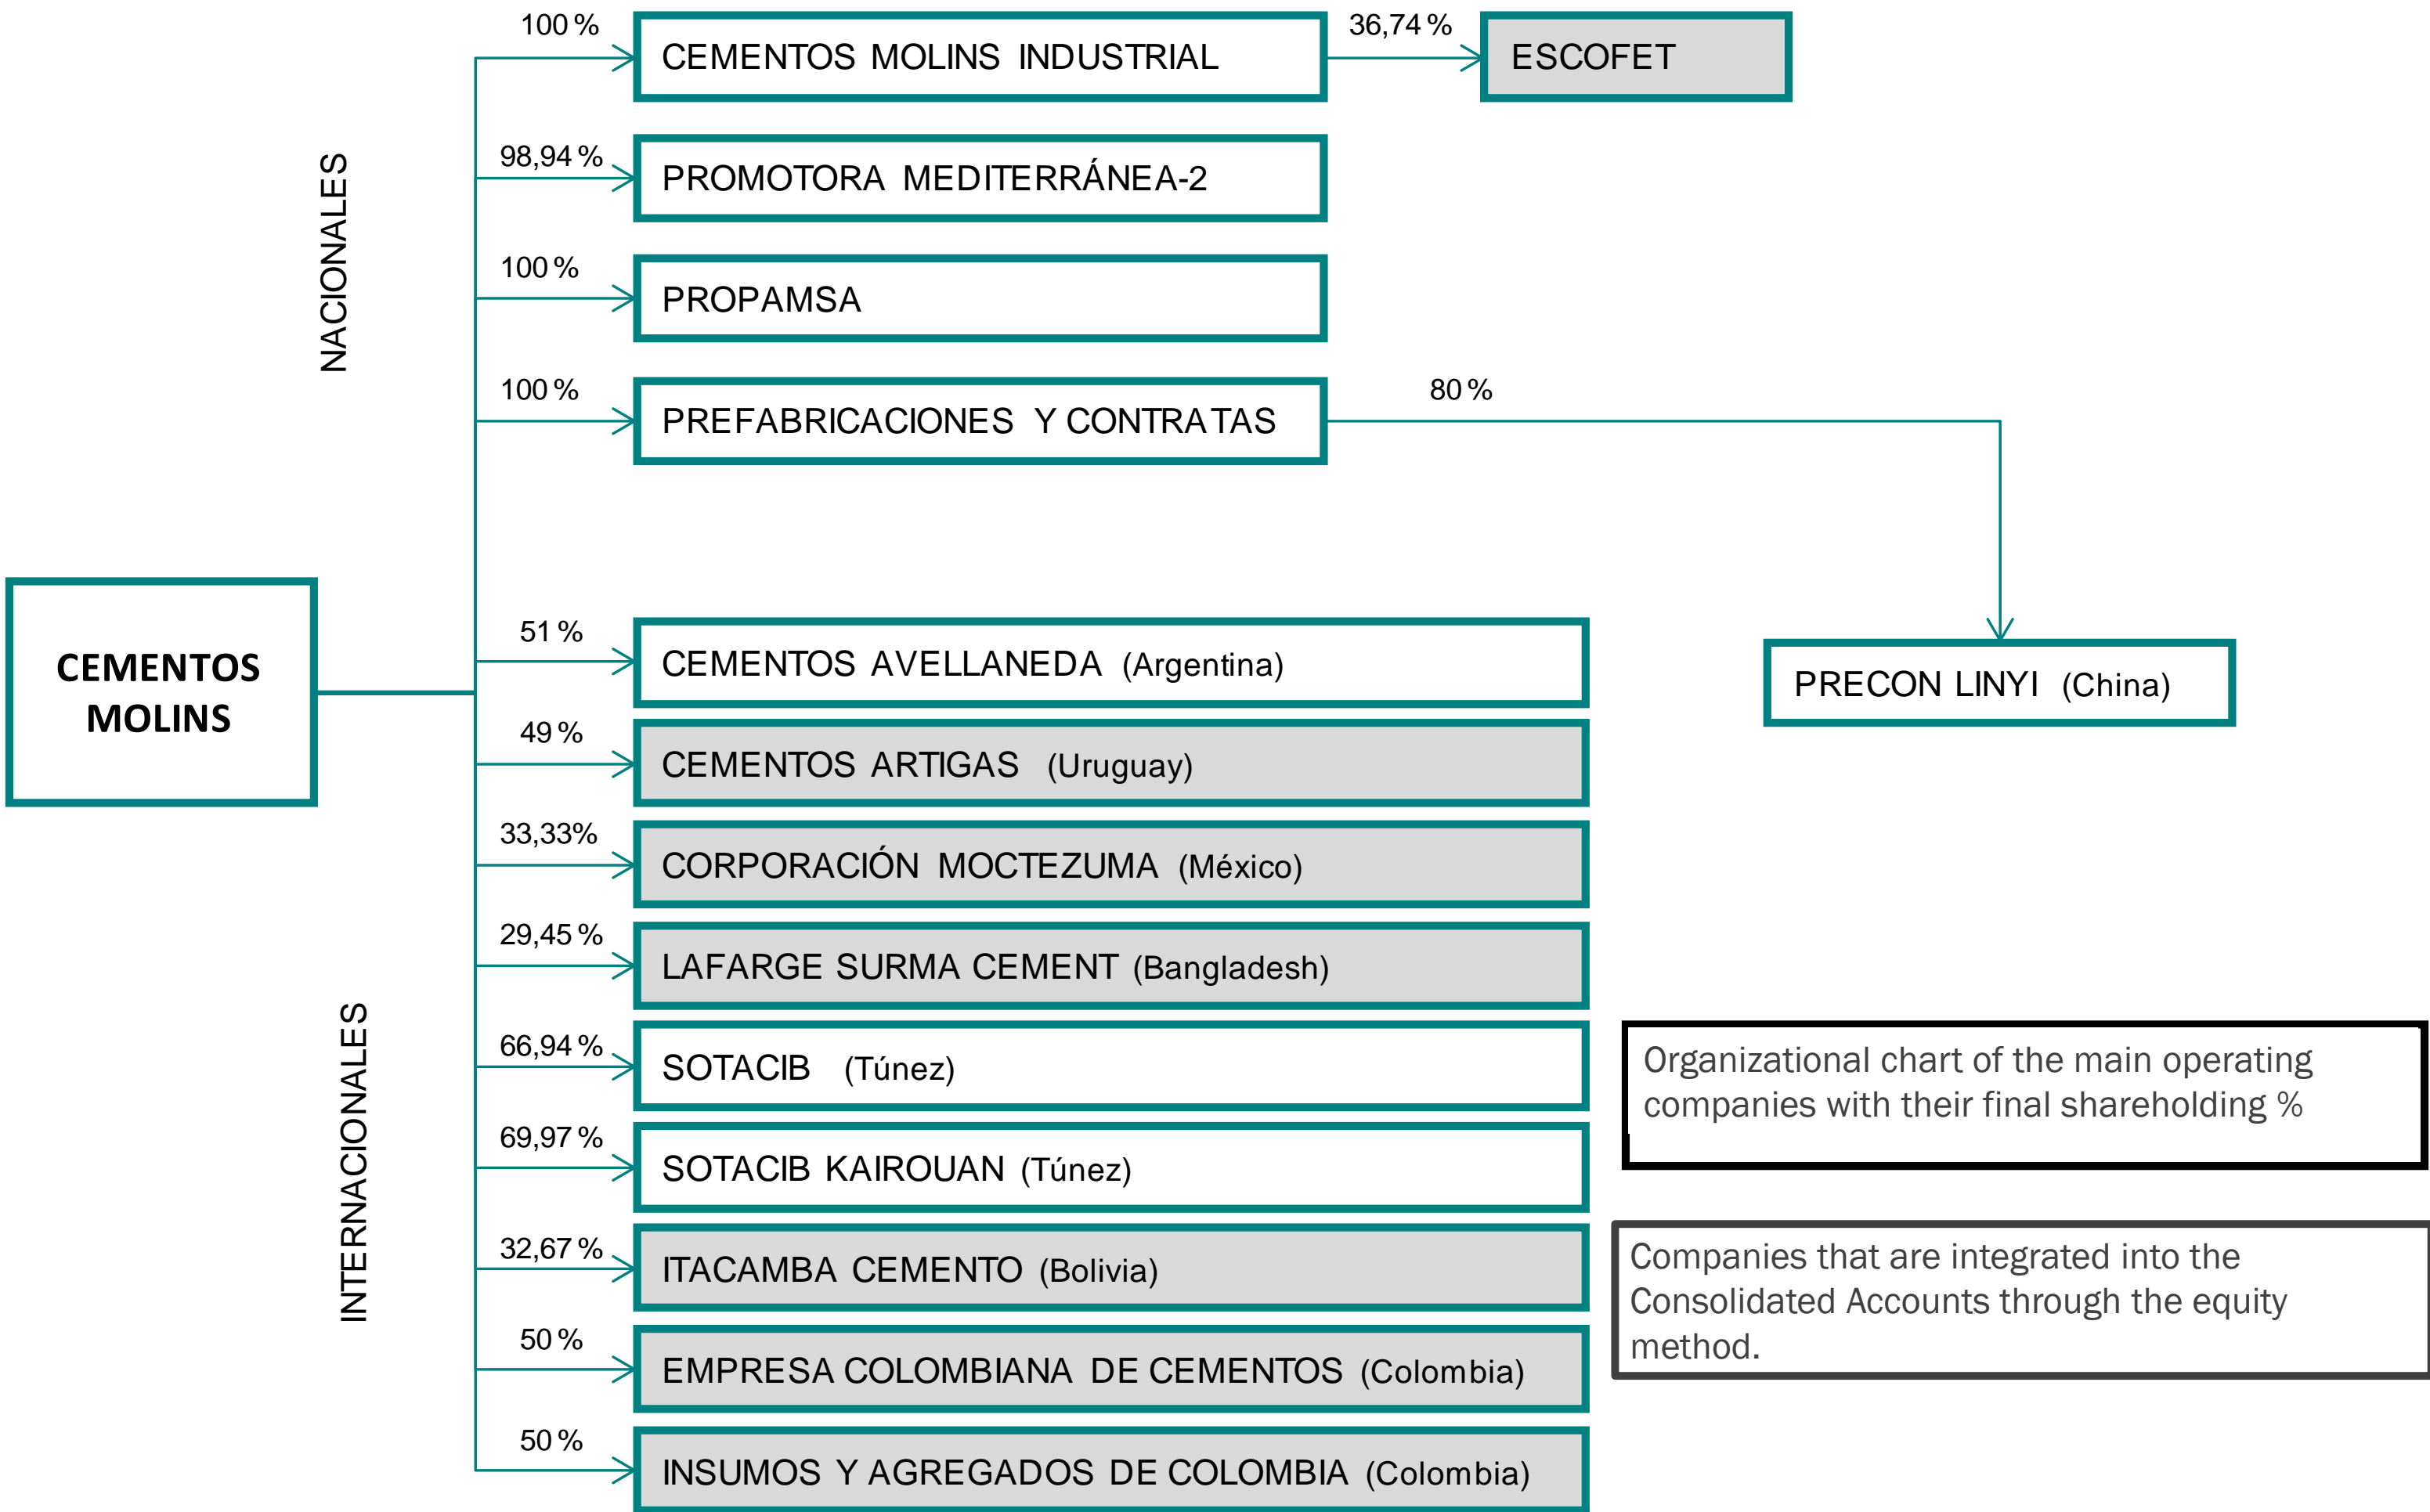 100 %
CEMENTOS MOLINS INDUSTRIAL
36,74 %
ESCOFET
NACIONALES
98,94 %
PROMOTORA MEDITERRÁNEA-2
100 %
PROPAMSA
100 %
PREFABRICACIONES Y CONTRATAS
80 %
PRECON LINYI (China)
CEMENTOS
MOLINS
INTERNACIONALES
51 %
CEMENTOS AVELLANEDA (Argentina)
49 %
CEMENTOS ARTIGAS (Uruguay)
33,33%
CORPORACIÓN MOCTEZUMA (México)
29,45 %
LAFARGE SURMA CEMENT (Bangladesh)
66,94 %
SOTACIB (Túnez)
69,97 %
SOTACIB KAIROUAN (Túnez)
32,67 %
ITACAMBA CEMENTO (Bolivia)
50 %
EMPRESA COLOMBIANA DE CEMENTOS (Colombia)
50 %
INSUMOS Y AGREGADOS DE COLOMBIA (Colombia)
Organizational chart of the main operating
companies with their final shareholding %
Companies that are integrated into the
Consolidated Accounts through the equity
method.